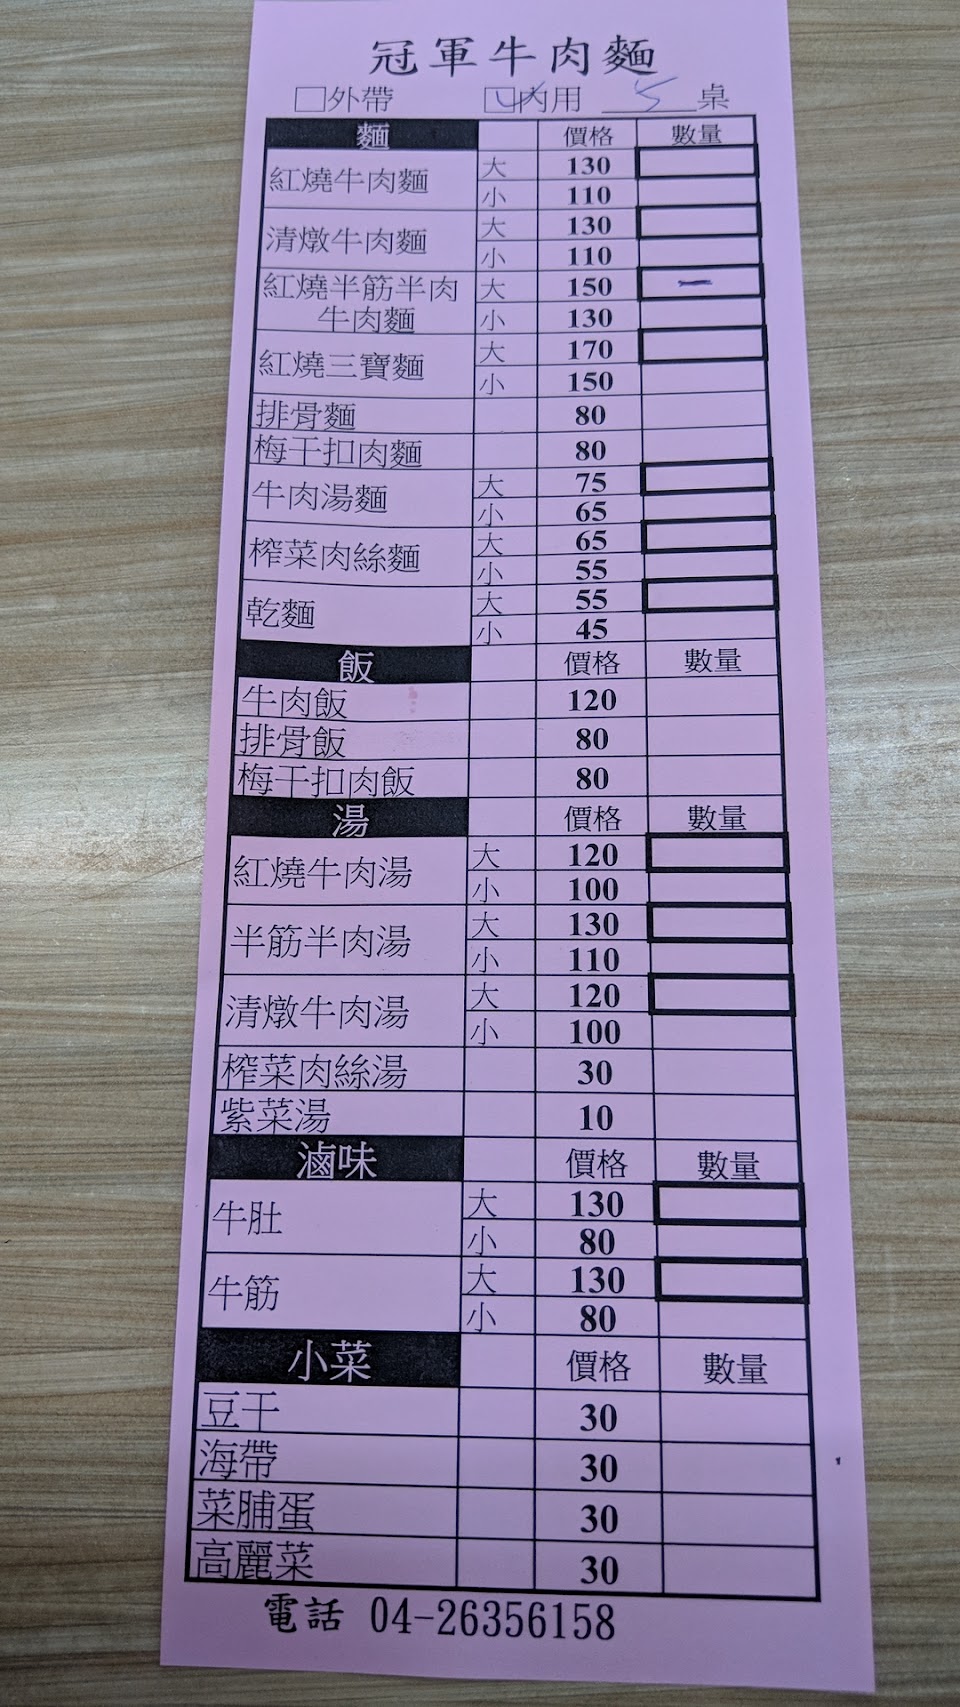 冠軍牛肉麵
□外帶 □內用 5 桌
麵 價格 數量
紅燒牛肉麵 大 130
小 110
清燉牛肉麵 大 130
小 110
紅燒半筋半肉牛肉麵 大 150 一
小 130
紅燒三寶麵 大 170
小 150
排骨麵 80
梅干扣肉麵 80
牛肉湯麵 大 75
小 65
榨菜肉絲麵 大 65
小 55
乾麵 大 55
小 45
飯 價格 數量
牛肉飯 120
排骨飯 80
梅干扣肉飯 80
湯 價格 數量
紅燒牛肉湯 大 120
小 100
半筋半肉湯 大 130
小 110
清燉牛肉湯 大 120
小 100
榨菜肉絲湯 30
紫菜湯 10
滷味 價格 數量
牛肚 大 130
小 80
牛筋 大 130
小 80
小菜 價格 數量
豆干 30
海帶 30
菜脯蛋 30
高麗菜 30
電話 04-26356158